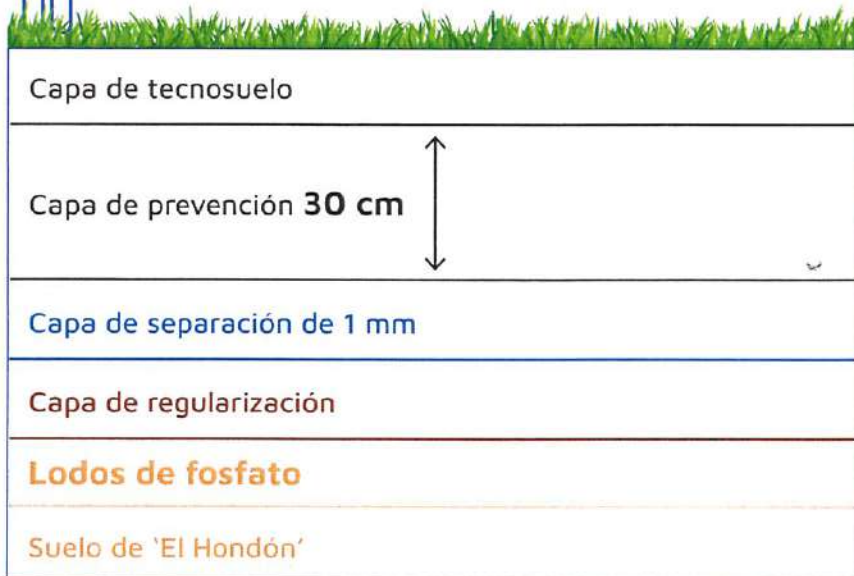 Capa de tecnosuelo
Capa de prevención 30 cm
Capa de separación de 1 mm
Capa de regularización
Lodos de fosfato
Suelo de 'El Hondón'